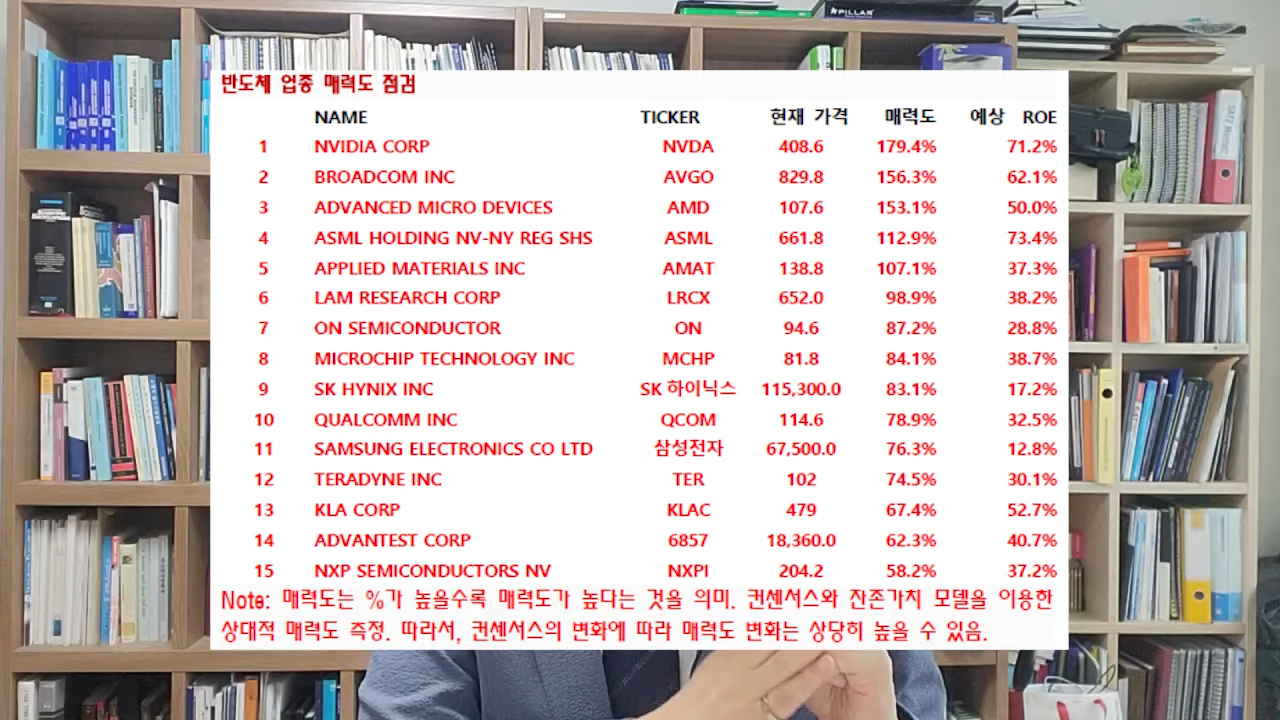 PILLAR
반도체 업종 매력도 점검
NAME TICKER 현재 가격 매력도 예상 ROE
1 NVIDIA CORP NVDA 408.6 179.4% 71.2%
2 BROADCOM INC AVGO 829.8 156.3% 62.1%
3 ADVANCED MICRO DEVICES AMD 107.6 153.1% 50.0%
4 ASML HOLDING NV-NY REG SHS ASML 661.8 112.9% 73.4%
5 APPLIED MATERIALS INC AMAT 138.8 107.1% 37.3%
6 LAM RESEARCH CORP LRCX 652.0 98.9% 38.2%
7 ON SEMICONDUCTOR ON 94.6 87.2% 28.8%
8 MICROCHIP TECHNOLOGY INC MCHP 81.8 84.1% 38.7%
9 SK HYNIX INC SK 하이닉스 115,300.0 83.1% 17.2%
10 QUALCOMM INC QCOM 114.6 78.9% 32.5%
11 SAMSUNG ELECTRONICS CO LTD 삼성전자 67,500.0 76.3% 12.8%
12 TERADYNE INC TER 102 74.5% 30.1%
13 KLA CORP KLAC 479 67.4% 52.7%
14 ADVANTEST CORP 6857 18,360.0 62.3% 40.7%
15 NXP SEMICONDUCTORS NV NXPI 204.2 58.2% 37.2%
Note: 매력도는 %가 높을수록 매력도가 높다는 것을 의미. 컨센서스와 잔존가치 모델을 이용한
상대적 매력도 측정. 따라서, 컨센서스의 변화에 따라 매력도 변화는 상당히 높을 수 있음.